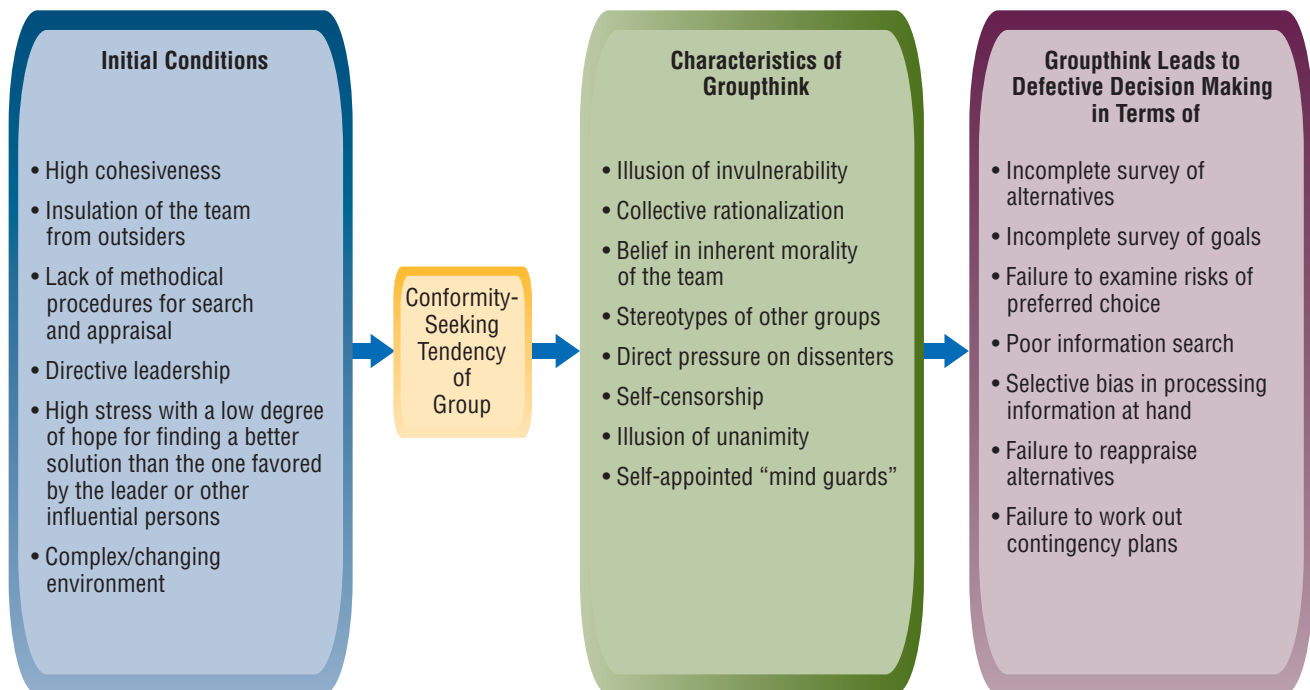 Initial Conditions
• High cohesiveness
• Insulation of the team
from outsiders
• Lack of methodical
procedures for search
and appraisal
• Directive leadership
• High stress with a low degree
of hope for finding a better
solution than the one favored
by the leader or other
influential persons
• Complex/changing
environment
Conformity-
Seeking
Tendency
of
Group
Characteristics of
Groupthink
• Illusion of invulnerability
• Collective rationalization
• Belief in inherent morality
of the team
• Stereotypes of other groups
• Direct pressure on dissenters
• Self-censorship
• Illusion of unanimity
• Self-appointed “mind guards”
Groupthink Leads to
Defective Decision Making
in Terms of
• Incomplete survey of
alternatives
• Incomplete survey of goals
• Failure to examine risks of
preferred choice
• Poor information search
• Selective bias in processing
information at hand
• Failure to reappraise
alternatives
• Failure to work out
contingency plans